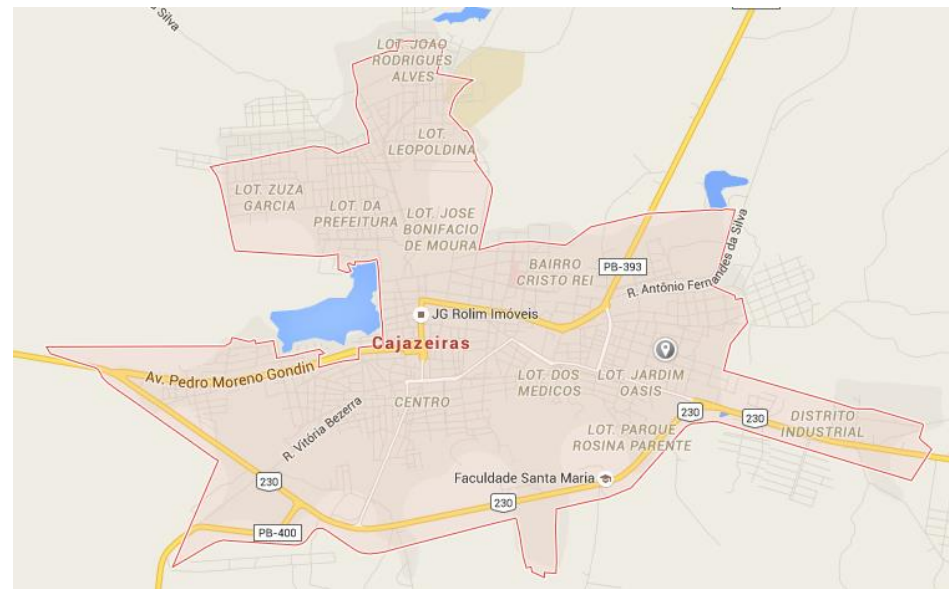 da Silva
LOT. JOAO
RODRIGUES
ALVES
LOT.
LEOPOLDINA
LOT. ZUZA
GARCIA
LOT. DA
PREFEITURA
LOT. JOSE
BONIFACIO
DE MOURA
BAIRRO
CRISTO REI
PB-393
R. Antônio Fernandes da Silva
JG Rolim Imóveis
Cajazeiras
Av. Pedro Moreno Gondin
LOT. DOS
MEDICOS
LOT. JARDIM
OASIS
CENTRO
R. Vitória Bezerra
230
230
DISTRITO
INDUSTRIAL
LOT. PARQUE
ROSINA PARENTE
Faculdade Santa Maria
230
230
PB-400